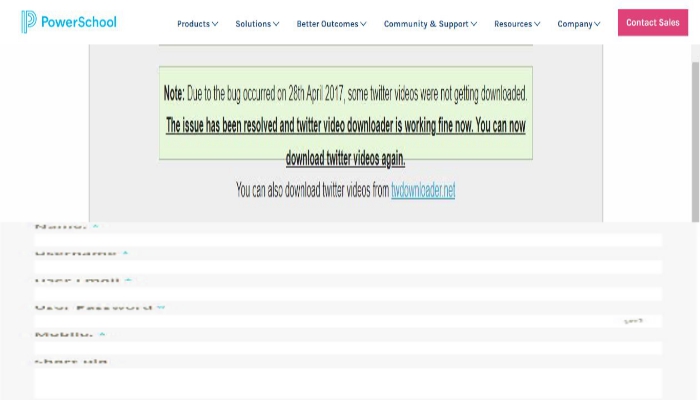 PowerSchool
Products Solutions Better Outcomes Community & Support Resources Company Contact Sales
Note: Due to the bug occurred on 28th April 2017, some twitter videos were not getting downloaded.
The issue has been resolved and twitter video downloader is working fine now. You can now
download twitter videos again.
You can also download twitter videos from twdownloader.net
Name: *
Username *
User Email *
User Password *
Mobile: *